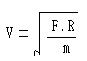 V = √(F.R / m)